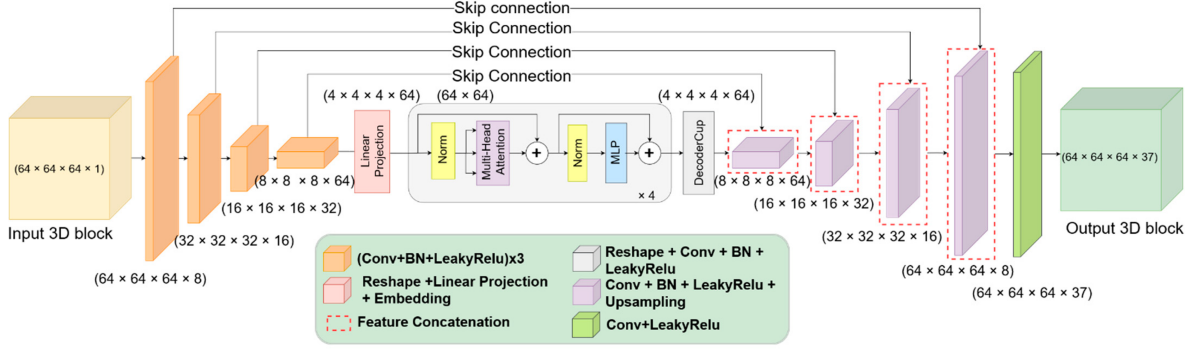 Skip connection
Skip Connection
Skip Connection
Skip Connection
(4 × 4 × 4 × 64)
(64 × 64)
(4 × 4 × 4 × 64)
(64 × 64 × 64 × 1)
Linear
Projection
Norm
Multi-Head
Attention
+
Norm
MLP
+
DecoderCup
× 4
(64 × 64 × 64 × 37)
(8 × 8 × 8 × 64)
(8 × 8 × 8 × 64)
(16 × 16 × 16 × 32)
(16 × 16 × 16 × 32)
Input 3D block
(32 × 32 × 32 × 16)
(32 × 32 × 32 × 16)
Output 3D block
(64 × 64 × 64 × 8)
(64 × 64 × 64 × 8)
(64 × 64 × 64 × 37)
(Conv+BN+LeakyRelu)x3
Reshape +Linear Projection
+ Embedding
Feature Concatenation
Reshape + Conv + BN +
LeakyRelu
Conv + BN + LeakyRelu +
Upsampling
Conv+LeakyRelu